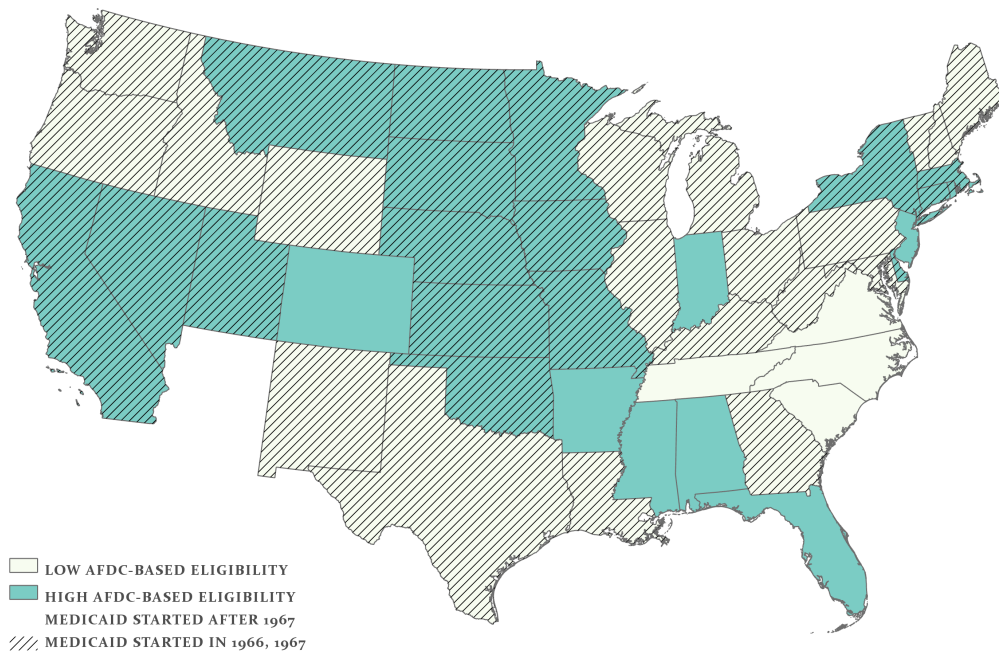 LOW AFDC-BASED ELIGIBILITY
HIGH AFDC-BASED ELIGIBILITY
MEDICAID STARTED AFTER 1967
MEDICAID STARTED IN 1966, 1967